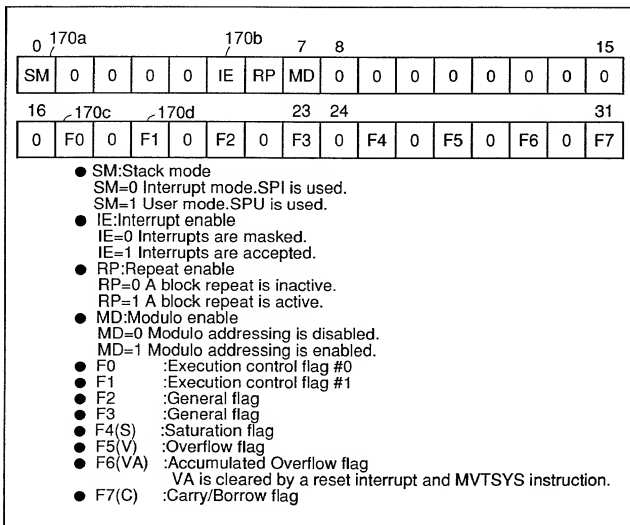 0 170a 170b 7 8 15
SM 0 0 0 0 IE RP MD 0 0 0 0 0 0 0 0
16 170c 170d 23 24 31
0 F0 0 F1 0 F2 0 F3 0 F4 0 F5 0 F6 0 F7
● SM:Stack mode
SM=0 Interrupt mode.SPI is used.
SM=1 User mode.SPU is used.
● IE:Interrupt enable
IE=0 Interrupts are masked.
IE=1 Interrupts are accepted.
● RP:Repeat enable
RP=0 A block repeat is inactive.
RP=1 A block repeat is active.
● MD:Modulo enable
MD=0 Modulo addressing is disabled.
MD=1 Modulo addressing is enabled.
● F0 :Execution control flag #0
● F1 :Execution control flag #1
● F2 :General flag
● F3 :General flag
● F4(S) :Saturation flag
● F5(V) :Overflow flag
● F6(VA) :Accumulated Overflow flag
VA is cleared by a reset interrupt and MVTSYS instruction.
● F7(C) :Carry/Borrow flag